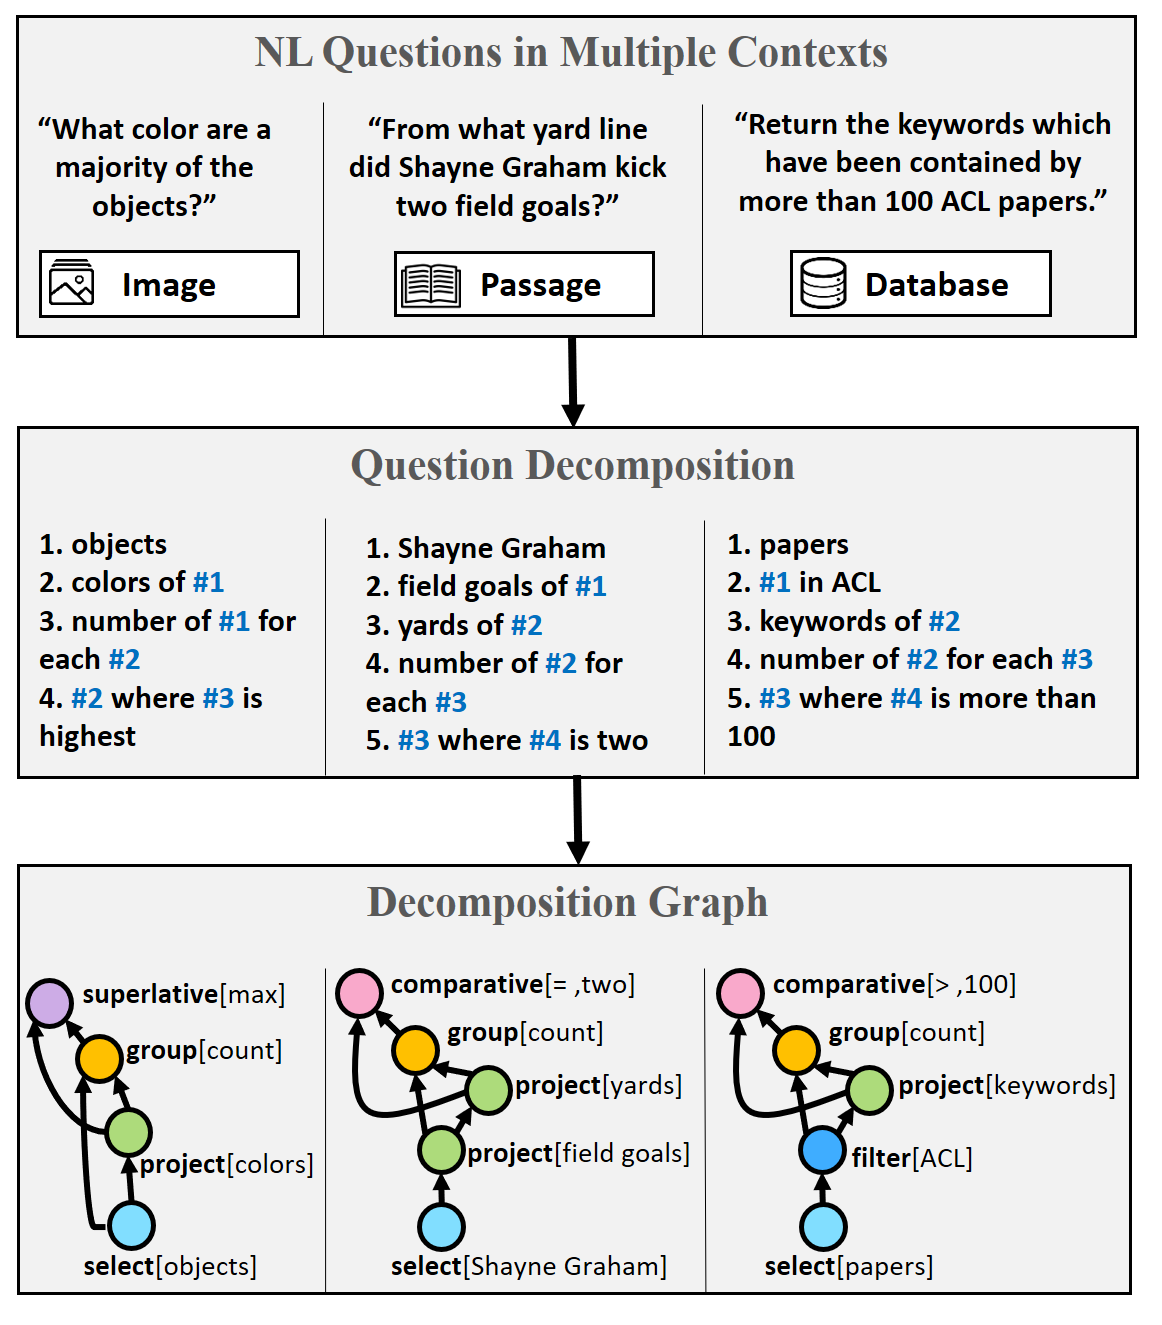 NL Questions in Multiple Contexts
“What color are a
majority of the
objects?”
Image
“From what yard line
did Shayne Graham kick
two field goals?”
Passage
“Return the keywords which
have been contained by
more than 100 ACL papers.”
Database
Question Decomposition
1. objects
2. colors of #1
3. number of #1 for
each #2
4. #2 where #3 is
highest
1. Shayne Graham
2. field goals of #1
3. yards of #2
4. number of #2 for
each #3
5. #3 where #4 is two
1. papers
2. #1 in ACL
3. keywords of #2
4. number of #2 for each #3
5. #3 where #4 is more than
100
Decomposition Graph
superlative[max]
group[count]
project[colors]
select[objects]
comparative[= ,two]
group[count]
project[yards]
project[field goals]
select[Shayne Graham]
comparative[> ,100]
group[count]
project[keywords]
filter[ACL]
select[papers]